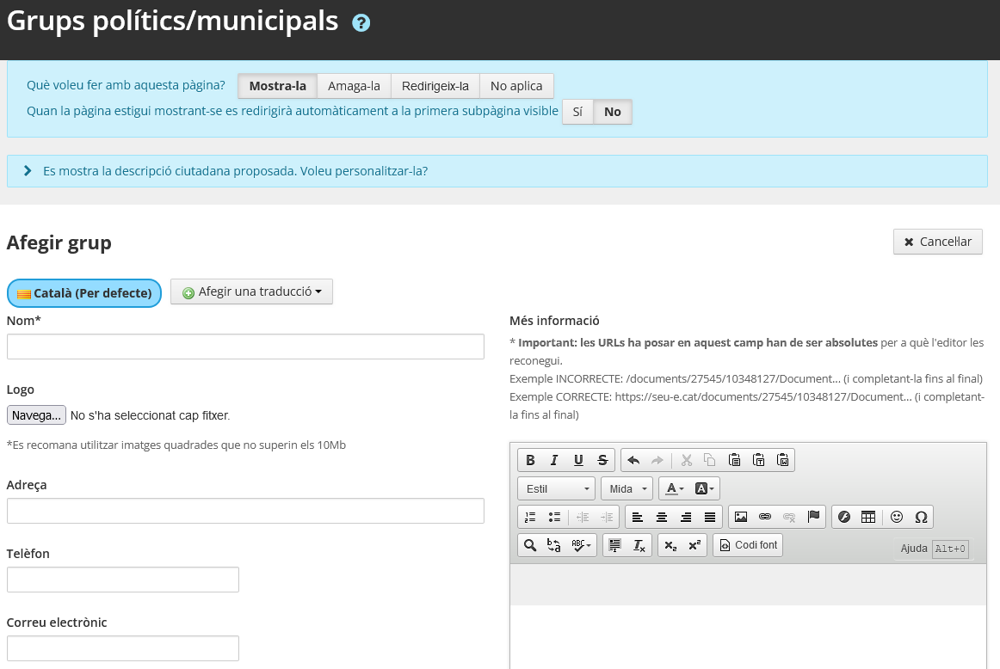 Grups polítics/municipals ?
Què voleu fer amb aquesta pàgina? Mostra-la Amaga-la Redirigeix-la No aplica
Quan la pàgina estigui mostrant-se es redirigirà automàticament a la primera subpàgina visible Sí No
Es mostra la descripció ciutadana proposada. Voleu personalitzar-la?
Afegir grup
Cancel·lar
Català (Per defecte) Afegir una traducció
Nom*
Logo
Navega... No s'ha seleccionat cap fitxer.
*Es recomana utilitzar imatges quadrades que no superin els 10Mb
Adreça
Telèfon
Correu electrònic
Més informació
* Important: les URLs ha posar en aquest camp han de ser absolutes per a què l'editor les
reconegui.
Exemple INCORRECTE: /documents/27545/10348127/Document... (i completant-la fins al final)
Exemple CORRECTE: https://seu-e.cat/documents/27545/10348127/Document... (i completant-
la fins al final)
B I U S
Estil Mida A A
ABC Ix x₂ x² Codi font
Ajuda Alt+0